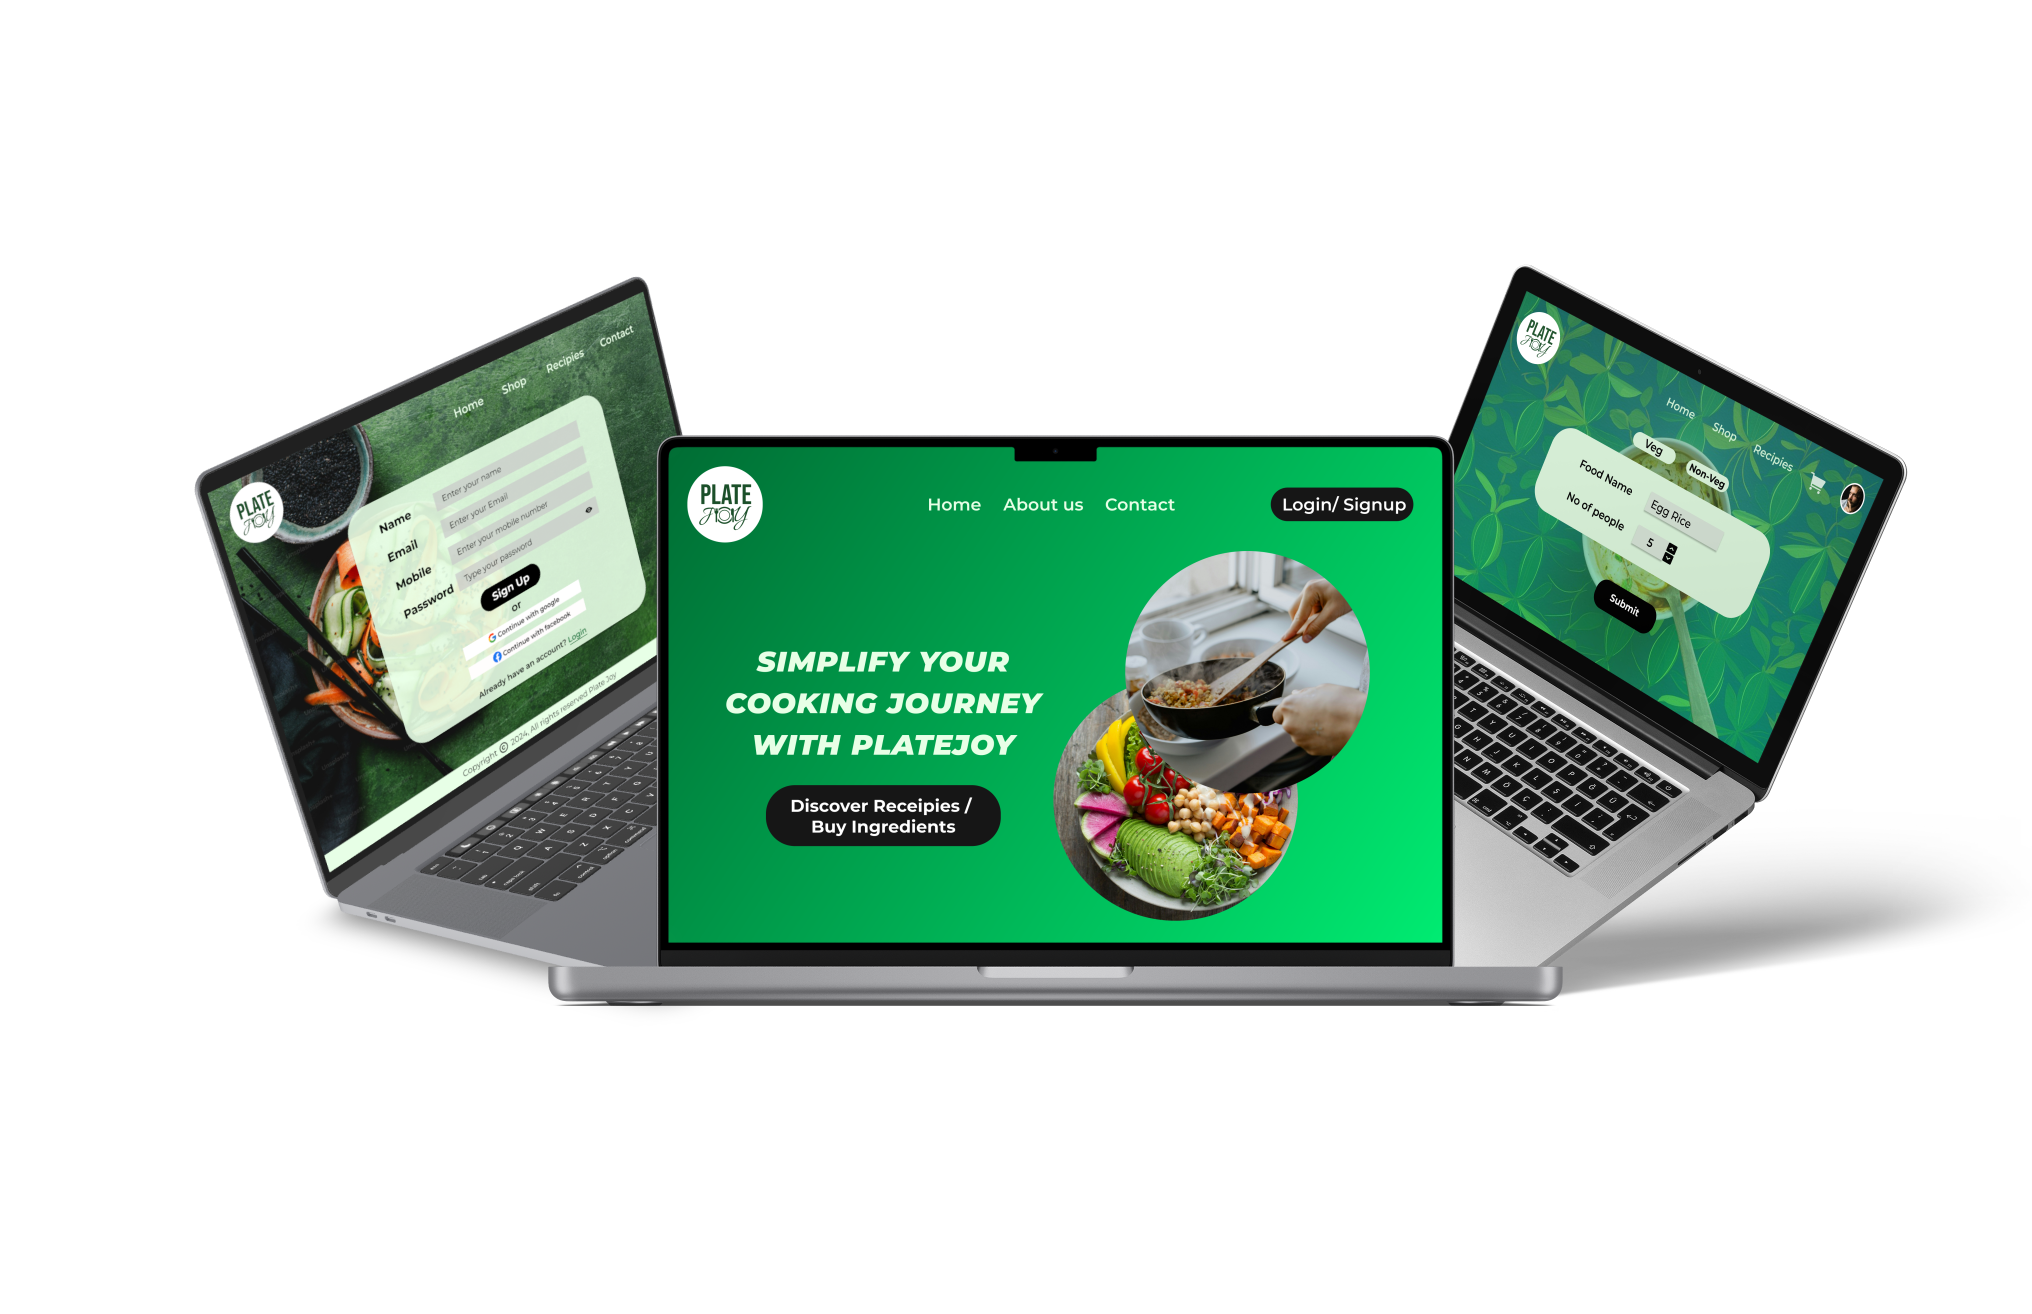 PLATE
JOY
Home
Shop
Recipies
Contact
Name
Enter your name
Email
Enter your Email
Mobile
Enter your mobile number
Password
Type your password
Sign Up
or
Continue with google
Continue with facebook
Already have an account? Login
Copyright © 2024, All rights reserved Plate Joy
PLATE
JOY
Home
About us
Contact
Login/ Signup
SIMPLIFY YOUR
COOKING JOURNEY
WITH PLATEJOY
Discover Receipies /
Buy Ingredients
PLATE
JOY
Home
Shop
Recipies
Veg
Non-Veg
Food Name
Egg Rice
No of people
5
Submit